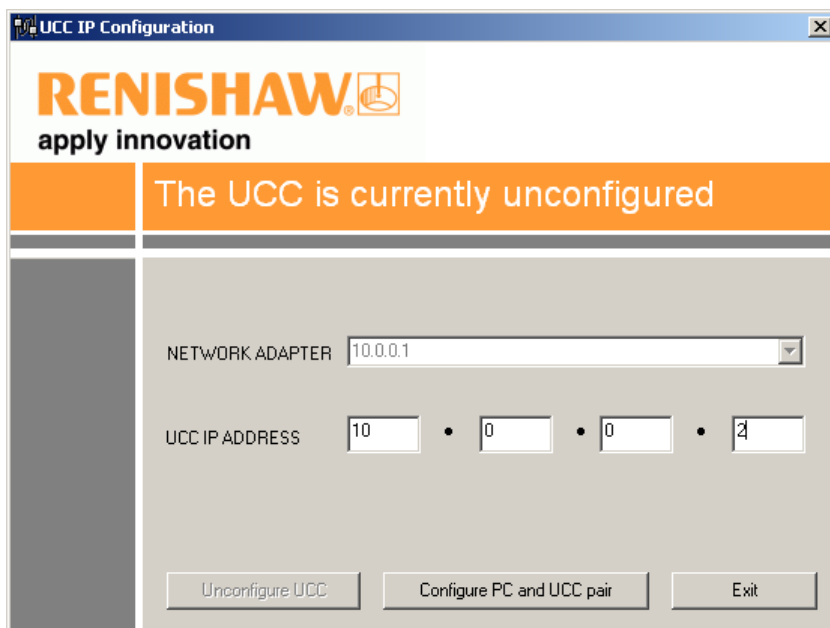 UCC IP Configuration
RENISHAW®
apply innovation
The UCC is currently unconfigured
NETWORK ADAPTER 10.0.0.1
UCC IP ADDRESS 10 • 0 • 0 • 2
Unconfigure UCC Configure PC and UCC pair Exit